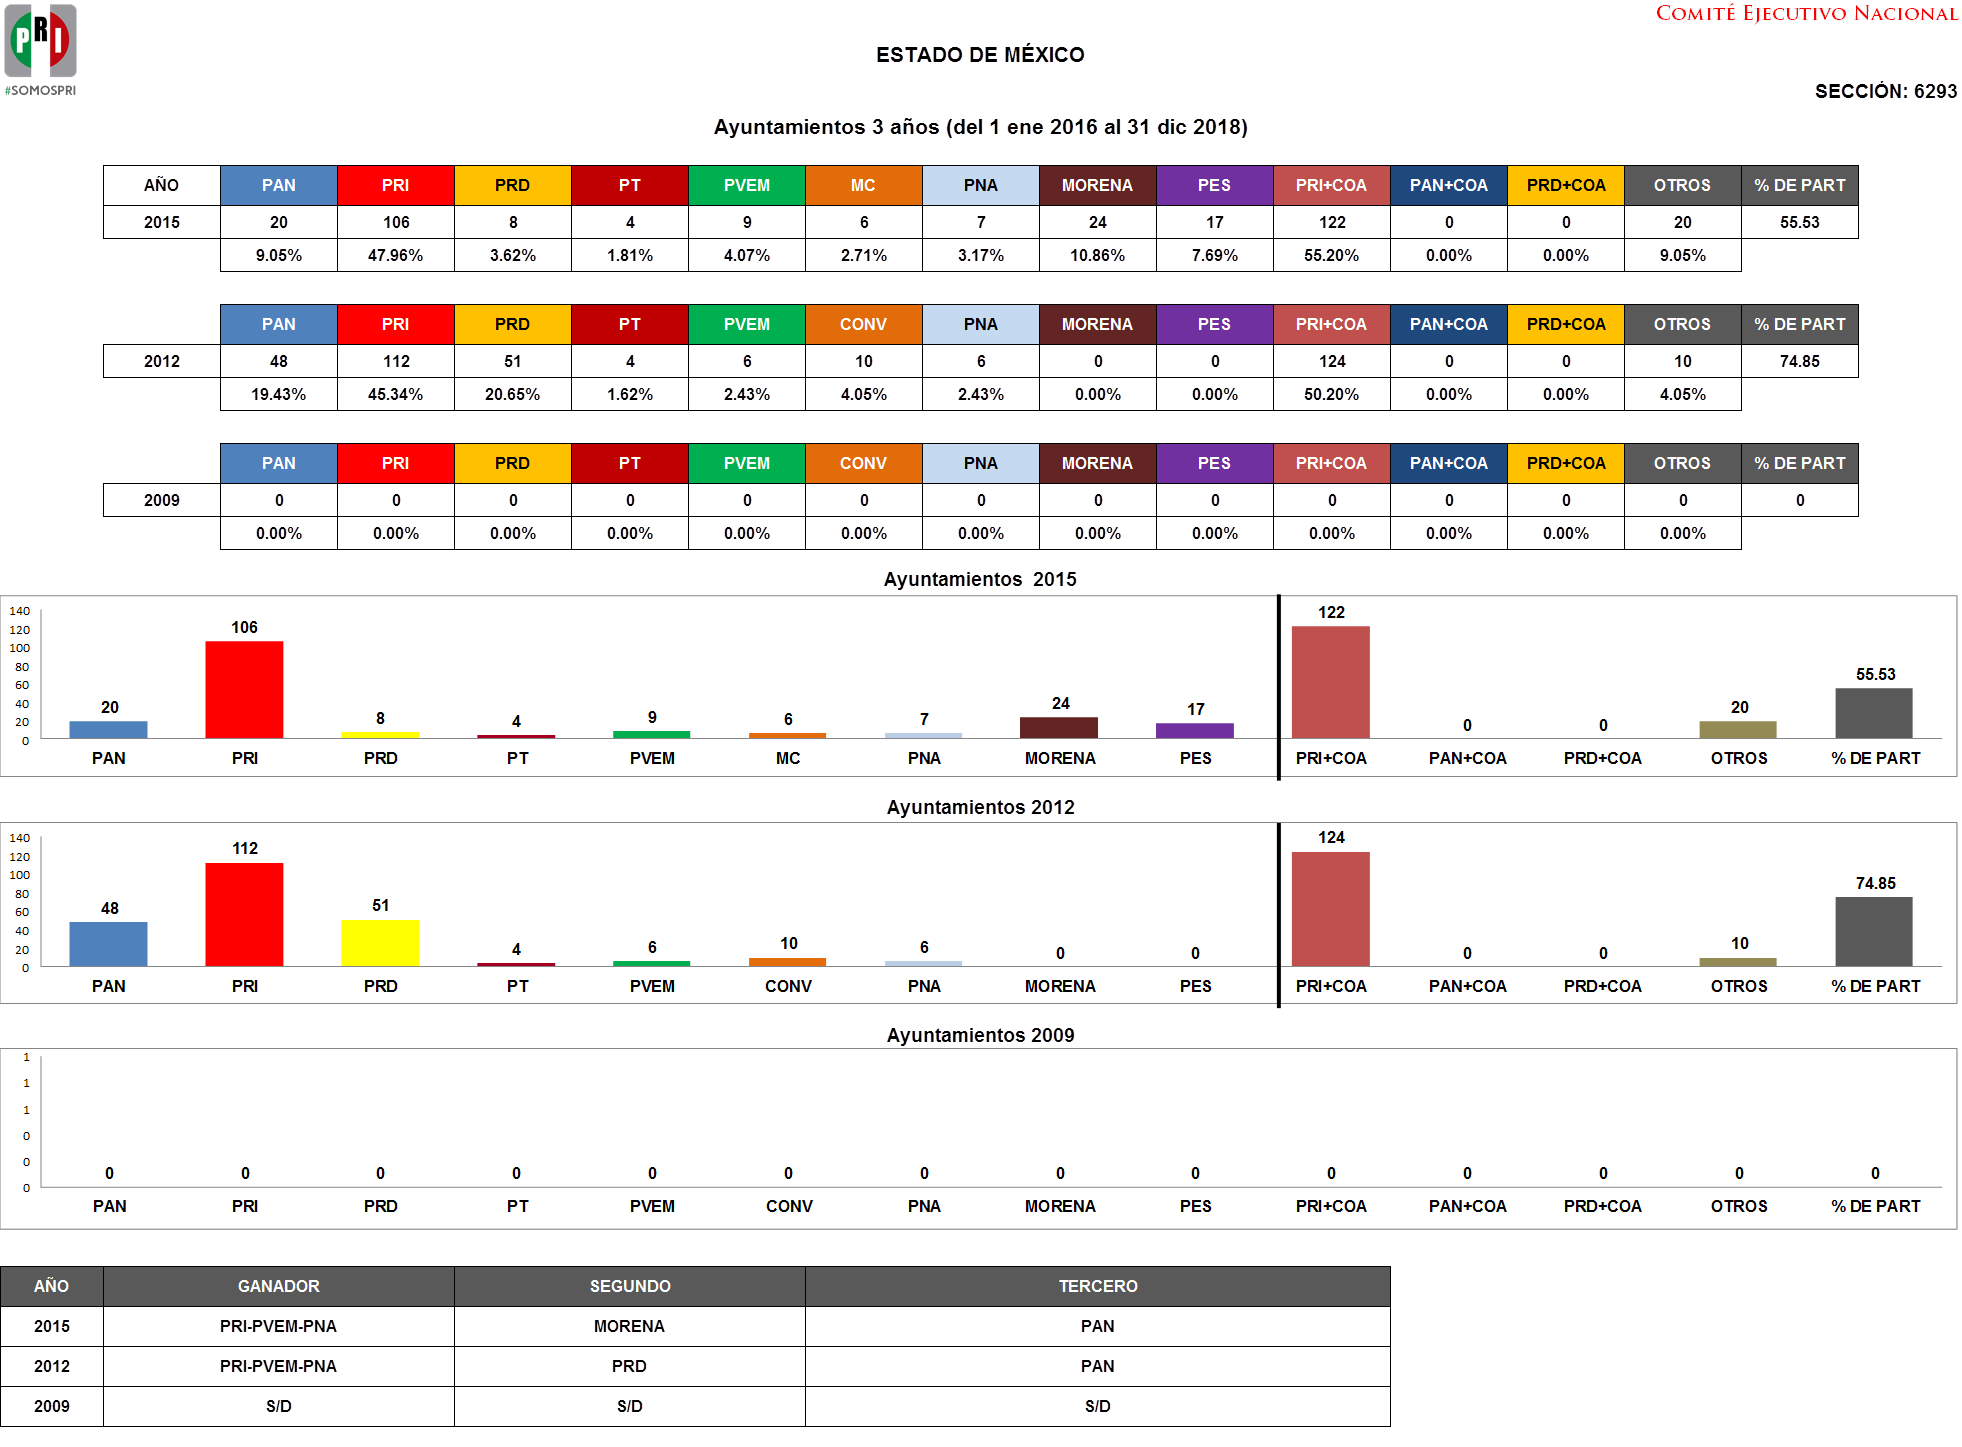 PRI
#SOMOSPRI
COMITÉ EJECUTIVO NACIONAL
ESTADO DE MÉXICO
SECCIÓN: 6293
Ayuntamientos 3 años (del 1 ene 2016 al 31 dic 2018)
AÑO PAN PRI PRD PT PVEM MC PNA MORENA PES PRI+COA PAN+COA PRD+COA OTROS % DE PART
2015 20 106 8 4 9 6 7 24 17 122 0 0 20 55.53
9.05% 47.96% 3.62% 1.81% 4.07% 2.71% 3.17% 10.86% 7.69% 55.20% 0.00% 0.00% 9.05%
PAN PRI PRD PT PVEM CONV PNA MORENA PES PRI+COA PAN+COA PRD+COA OTROS % DE PART
2012 48 112 51 4 6 10 6 0 0 124 0 0 10 74.85
19.43% 45.34% 20.65% 1.62% 2.43% 4.05% 2.43% 0.00% 0.00% 50.20% 0.00% 0.00% 4.05%
PAN PRI PRD PT PVEM CONV PNA MORENA PES PRI+COA PAN+COA PRD+COA OTROS % DE PART
2009 0 0 0 0 0 0 0 0 0 0 0 0 0 0
0.00% 0.00% 0.00% 0.00% 0.00% 0.00% 0.00% 0.00% 0.00% 0.00% 0.00% 0.00% 0.00%
Ayuntamientos 2015
140
120
100
80
60
40
20
0
20 106 8 4 9 6 7 24 17 122 0 0 20 55.53
PAN PRI PRD PT PVEM MC PNA MORENA PES PRI+COA PAN+COA PRD+COA OTROS % DE PART
Ayuntamientos 2012
140
120
100
80
60
40
20
0
48 112 51 4 6 10 6 0 0 124 0 0 10 74.85
PAN PRI PRD PT PVEM CONV PNA MORENA PES PRI+COA PAN+COA PRD+COA OTROS % DE PART
Ayuntamientos 2009
1
1
1
0
0
0
0 0 0 0 0 0 0 0 0 0 0 0 0 0
PAN PRI PRD PT PVEM CONV PNA MORENA PES PRI+COA PAN+COA PRD+COA OTROS % DE PART
AÑO GANADOR SEGUNDO TERCERO
2015 PRI-PVEM-PNA MORENA PAN
2012 PRI-PVEM-PNA PRD PAN
2009 S/D S/D S/D